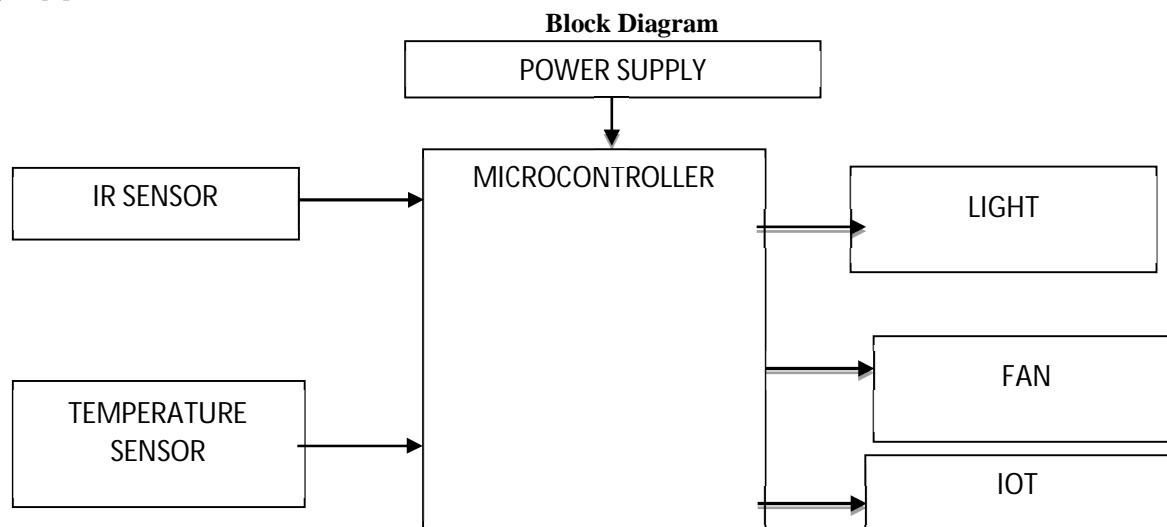 Block Diagram
POWER SUPPLY
MICROCONTROLLER
IR SENSOR
LIGHT
TEMPERATURE
SENSOR
FAN
IOT